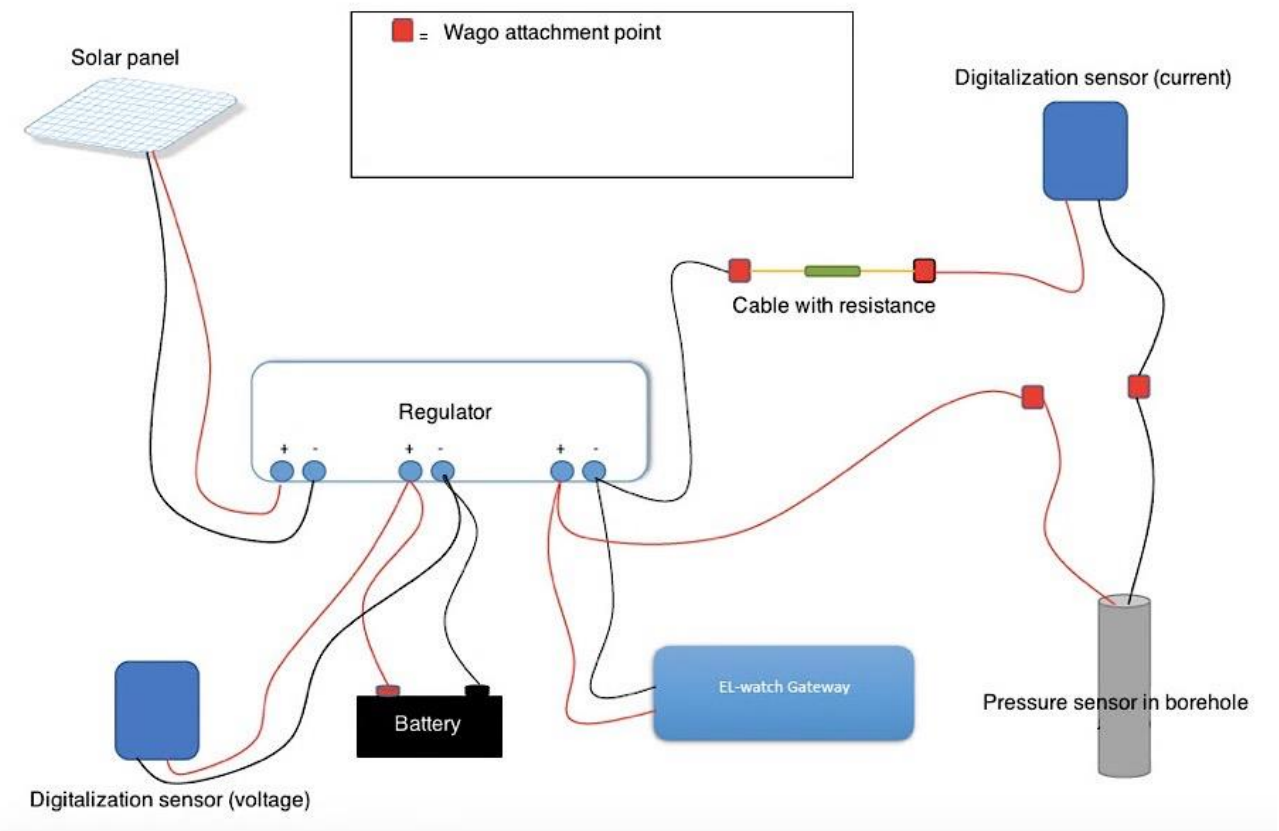 = Wago attachment point
Solar panel
Digitalization sensor (current)
Cable with resistance
Regulator
+ - + - + -
EL-watch Gateway
Pressure sensor in borehole
Battery
Digitalization sensor (voltage)